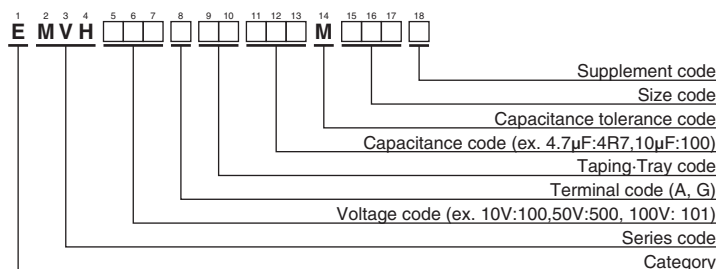 1 2 3 4 5 6 7 8 9 10 11 12 13 14 15 16 17 18
E M V H M
Supplement code
Size code
Capacitance tolerance code
Capacitance code (ex. 4.7µF:4R7,10µF:100)
Taping·Tray code
Terminal code (A, G)
Voltage code (ex. 10V:100,50V:500, 100V: 101)
Series code
Category